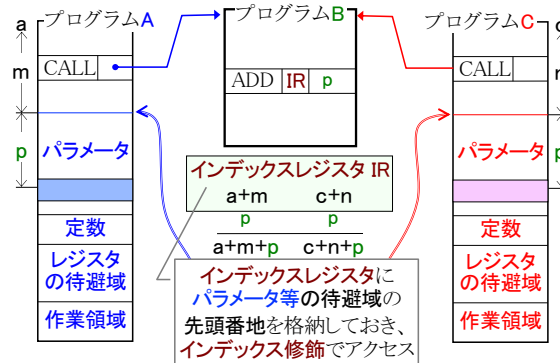 プログラムA
a
m
CALL
p
パラメータ
定数
レジスタ
の待避域
作業領域
プログラムB
ADD IR p
インデックスレジスタ IR
a+m c+n
p p
a+m+p c+n+p
インデックスレジスタに
パラメータ等の待避域の
先頭番地を格納しておき、
インデックス修飾でアクセス
プログラムC
CALL
p
パラメータ
定数
レジスタ
の待避域
作業領域